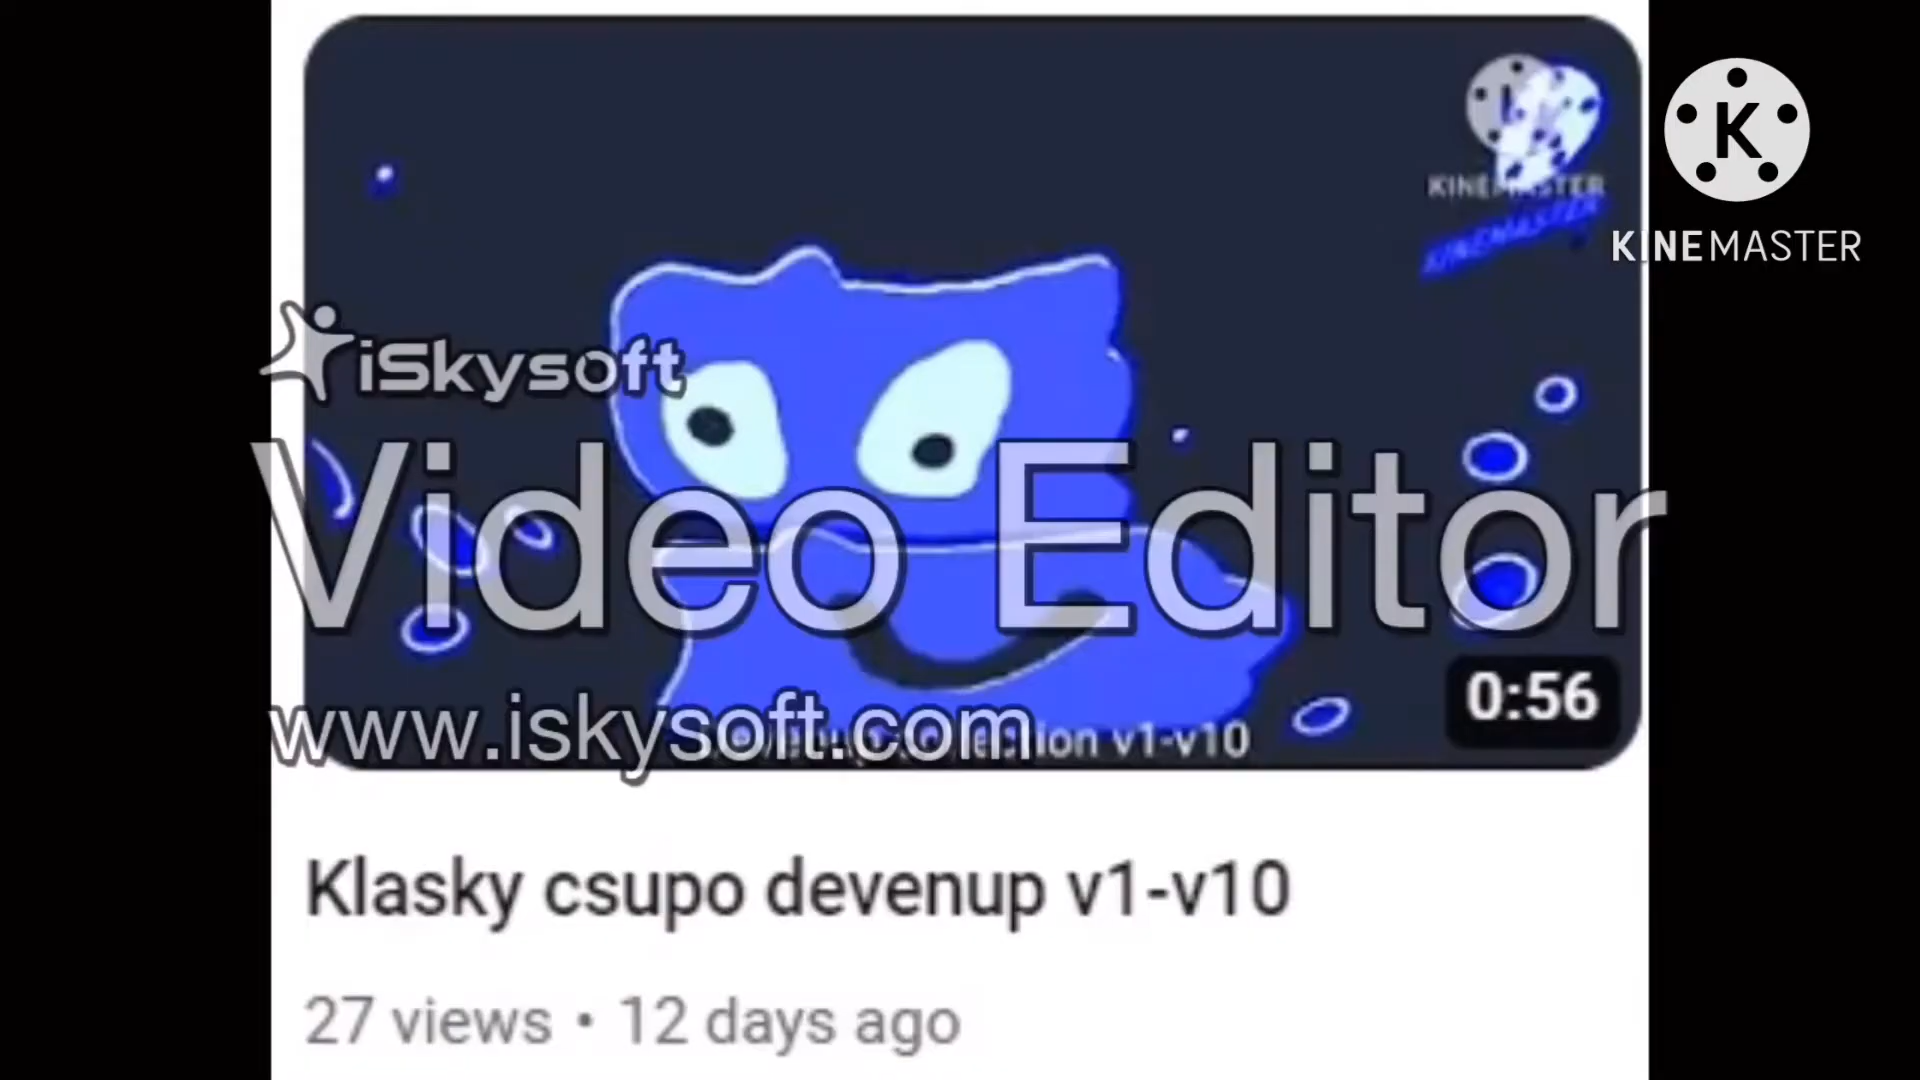 K
KINEMASTER
KINEMASTER
KINEMASTER
iSkysoft
Video Editor
0:56
www.iskysoft.com
v1-v10
Klasky csupo devenup v1-v10
27 views • 12 days ago